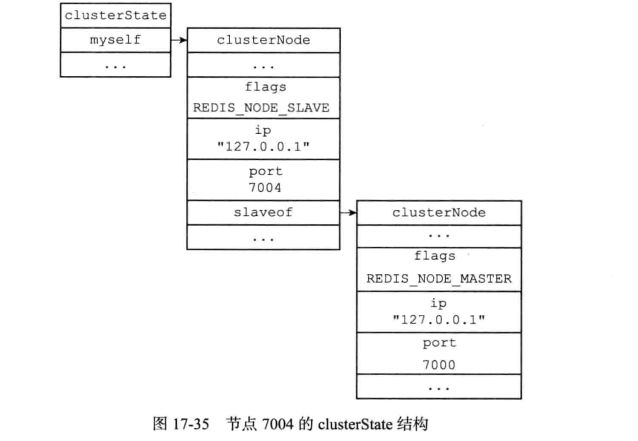 clusterState
myself
...
clusterNode
...
flags
REDIS_NODE_SLAVE
ip
"127.0.0.1"
port
7004
slaveof
...
clusterNode
...
flags
REDIS_NODE_MASTER
ip
"127.0.0.1"
port
7000
...
图 17-35 节点 7004 的 clusterState 结构